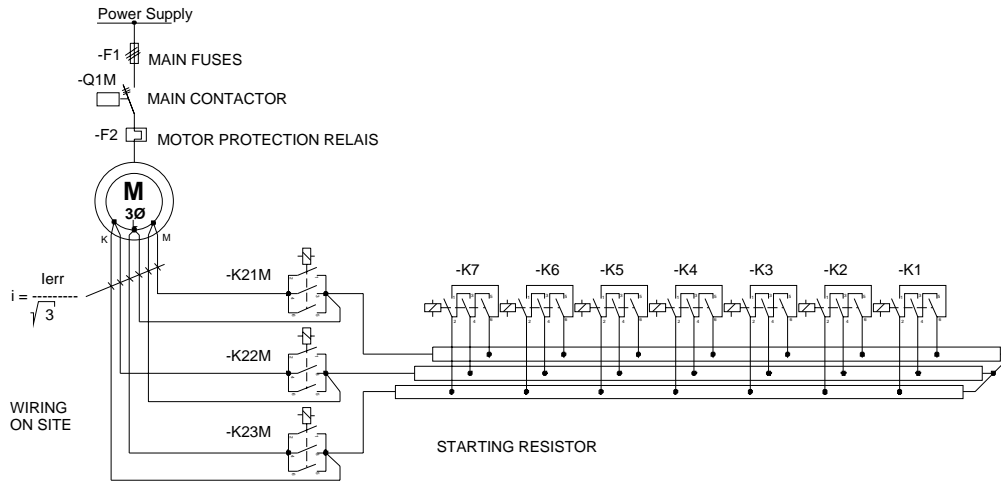 Power Supply
-F1
MAIN FUSES
-Q1M
MAIN CONTACTOR
-F2
MOTOR PROTECTION RELAIS
M
3Ø
K
M
Ierr
i = --------
√3
WIRING
ON SITE
-K21M
-K22M
-K23M
-K7
-K6
-K5
-K4
-K3
-K2
-K1
STARTING RESISTOR